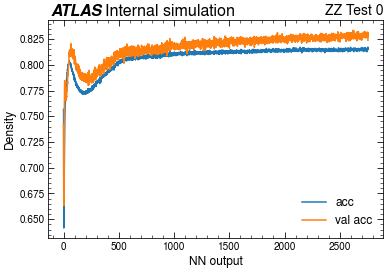 ATLAS Internal simulation
ZZ Test 0
Density
0.825
0.800
0.775
0.750
0.725
0.700
0.675
0.650
acc
val acc
0 500 1000 1500 2000 2500
NN output